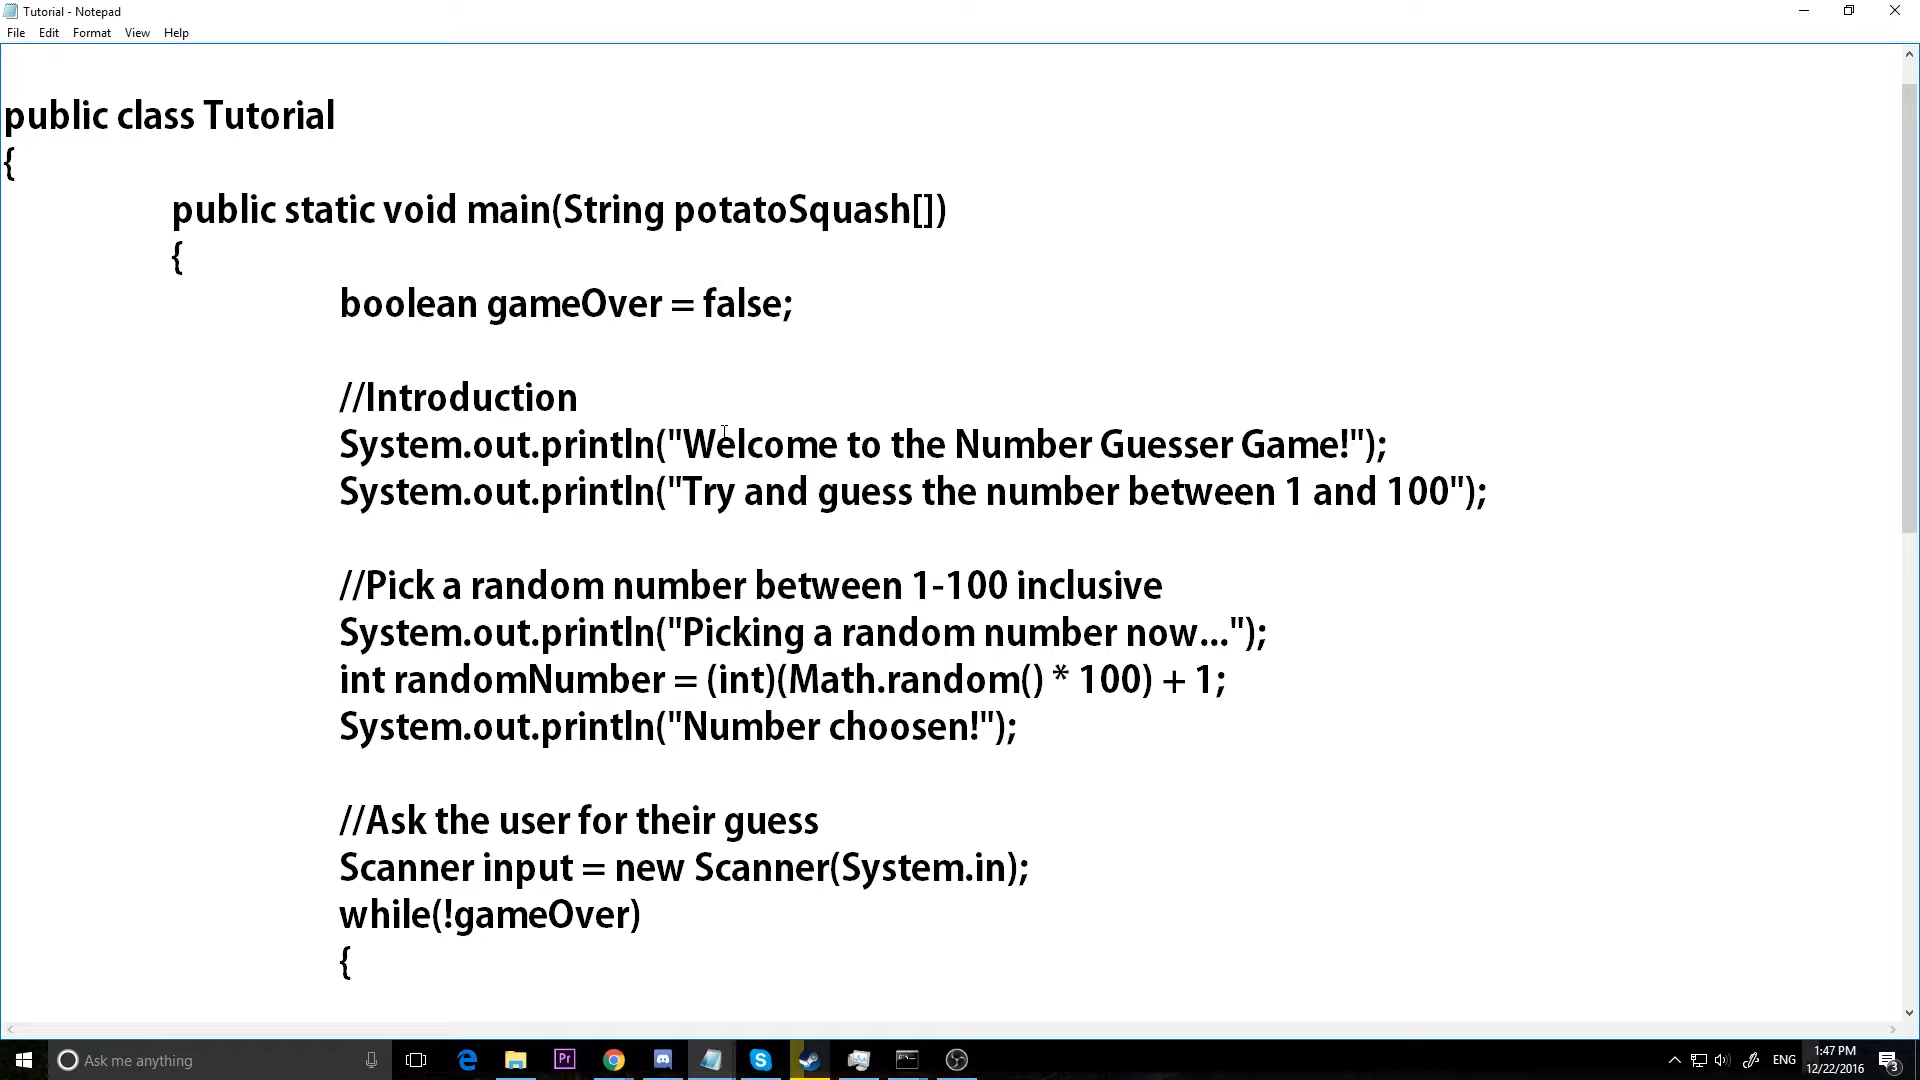 Tutorial - Notepad
File Edit Format View Help
public class Tutorial
{
public static void main(String potatoSquash[])
{
boolean gameOver = false;
//Introduction
System.out.println("Welcome to the Number Guesser Game!");
System.out.println("Try and guess the number between 1 and 100");
//Pick a random number between 1-100 inclusive
System.out.println("Picking a random number now...");
int randomNumber = (int)(Math.random() * 100) + 1;
System.out.println("Number choosen!");
//Ask the user for their guess
Scanner input = new Scanner(System.in);
while(!gameOver)
{
Ask me anything
Pr
ENG
1:47 PM
12/22/2016
3